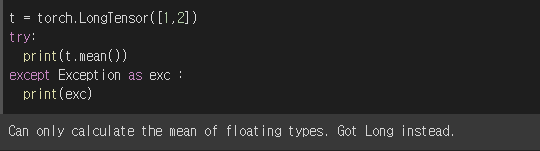 t = torch.LongTensor([1,2])
try:
  print(t.mean())
except Exception as exc :
  print(exc)
Can only calculate the mean of floating types. Got Long instead.